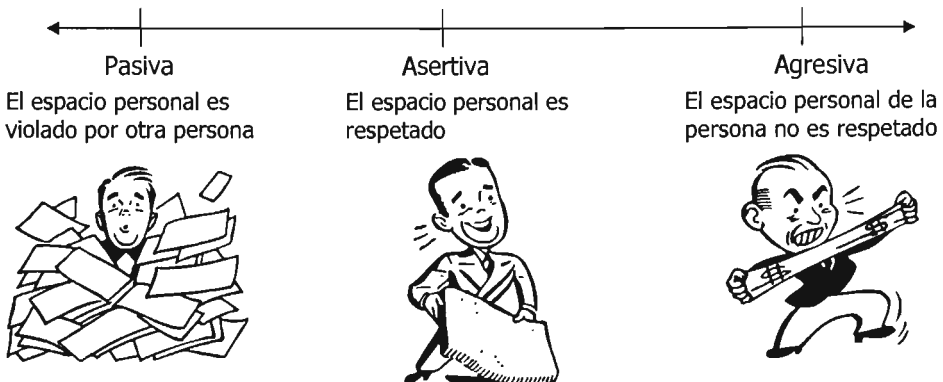 Pasiva
El espacio personal es
violado por otra persona
Asertiva
El espacio personal es
respetado
Agresiva
El espacio personal de la
persona no es respetado
$ $